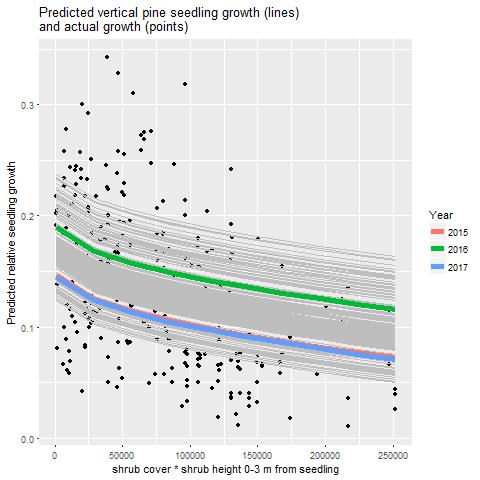 Predicted vertical pine seedling growth (lines)
and actual growth (points)
Predicted relative seedling growth
0.3
0.2
0.1
0.0
0
50000
100000
150000
200000
250000
shrub cover * shrub height 0-3 m from seedling
Year
2015
2016
2017